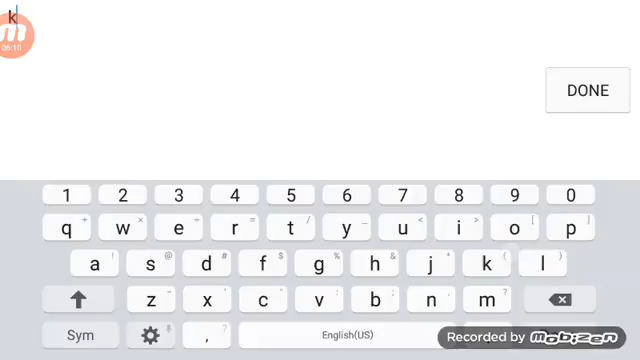 k
m
06:10
DONE
1 2 3 4 5 6 7 8 9 0
q + w × e ÷ r = t / y _ u < i > o [ p ]
a ! s @ d # f $ g % h & j * k ( l )
z - x ' c " v : b ; n , m ?
Sym , ? English(US)
Recorded by mobizen